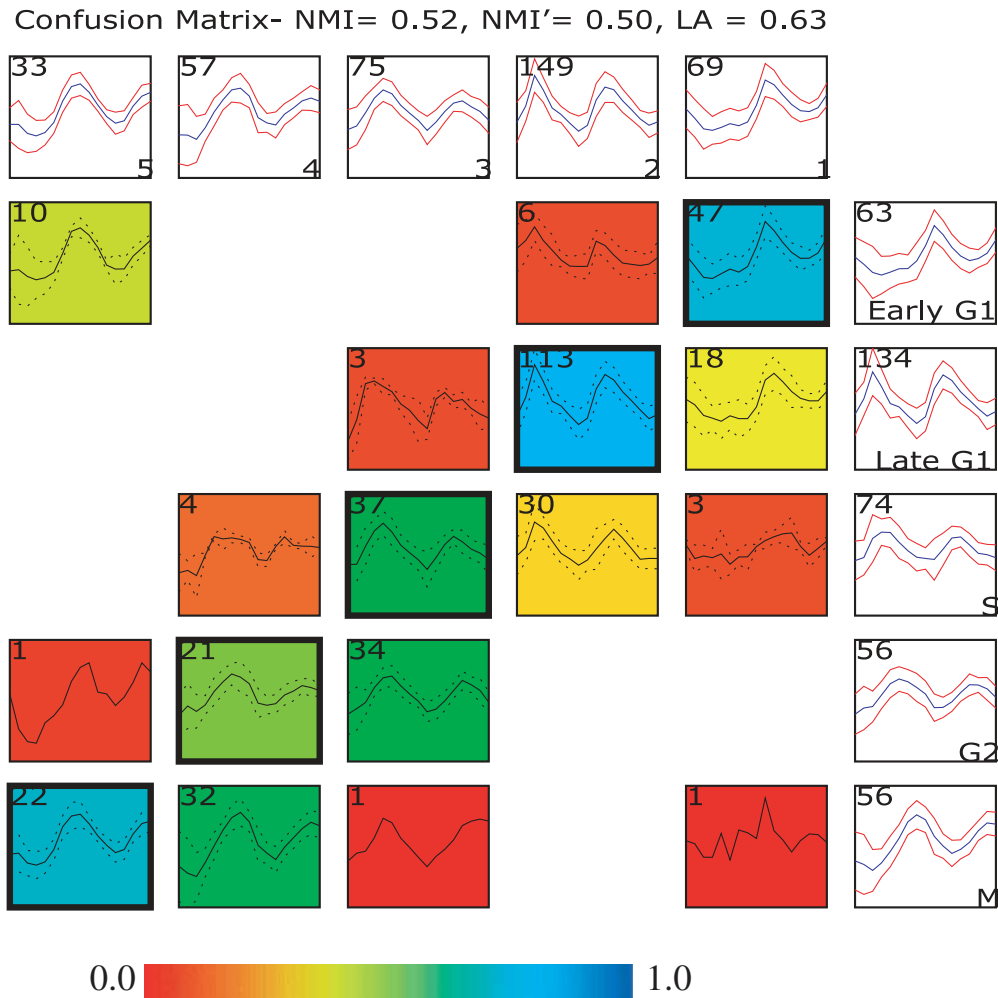 Confusion Matrix- NMI= 0.52, NMI′= 0.50, LA = 0.63
33 57 75 149 69
5 4 3 2 1
10 6 47 63
Early G1
3 113 18 134
Late G1
4 37 30 3 74
S
1 21 34 56
G2
22 32 1 1 56
M
0.0 1.0